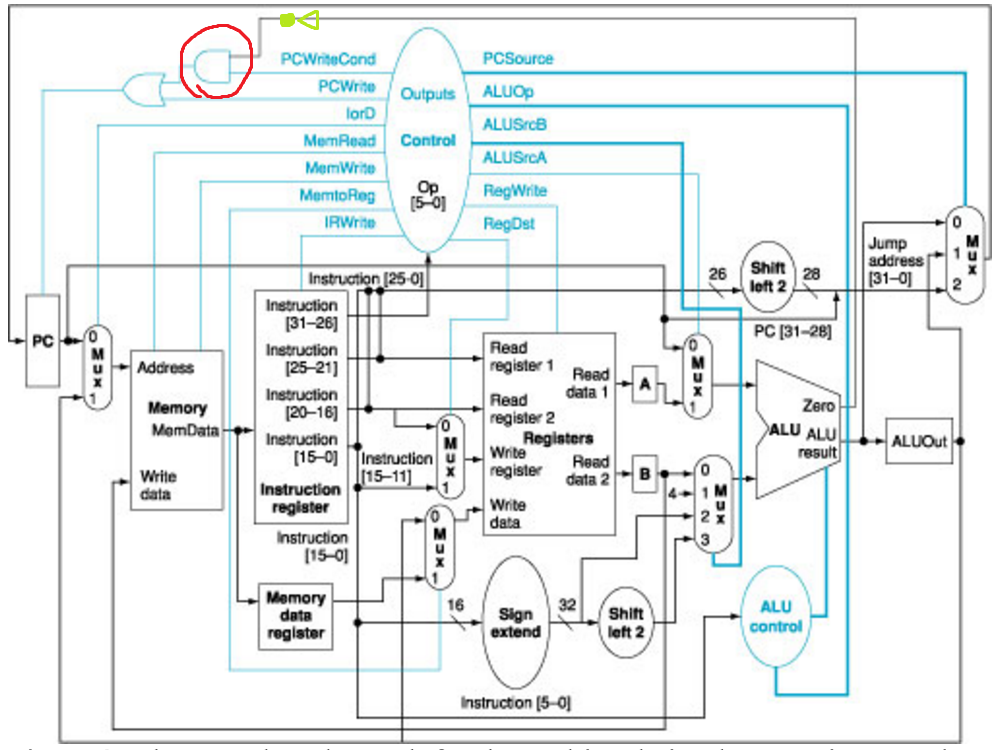 PCWriteCond
PCWrite
IorD
MemRead
MemWrite
MemtoReg
IRWrite
Outputs
Control
Op
[5–0]
PCSource
ALUOp
ALUSrcB
ALUSrcA
RegWrite
RegDst
Instruction [25-0]
26
Shift
left 2
28
Jump
address
[31–0]
0
1
2
Mux
PC [31–28]
PC
0
Mux
1
Address
Memory
MemData
Write
data
Instruction
[31–26]
Instruction
[25–21]
Instruction
[20–16]
Instruction
[15–0]
Instruction
register
Instruction
[15–11]
0
Mux
1
Read
register 1
Read
register 2
Registers
Write
register
Write
data
Read
data 1
Read
data 2
A
B
0
Mux
1
4
0
1
2
3
Mux
Zero
ALU
ALU
result
ALUOut
Instruction
[15–0]
0
Mux
1
Memory
data
register
16
Sign
extend
32
Shift
left 2
ALU
control
Instruction [5–0]